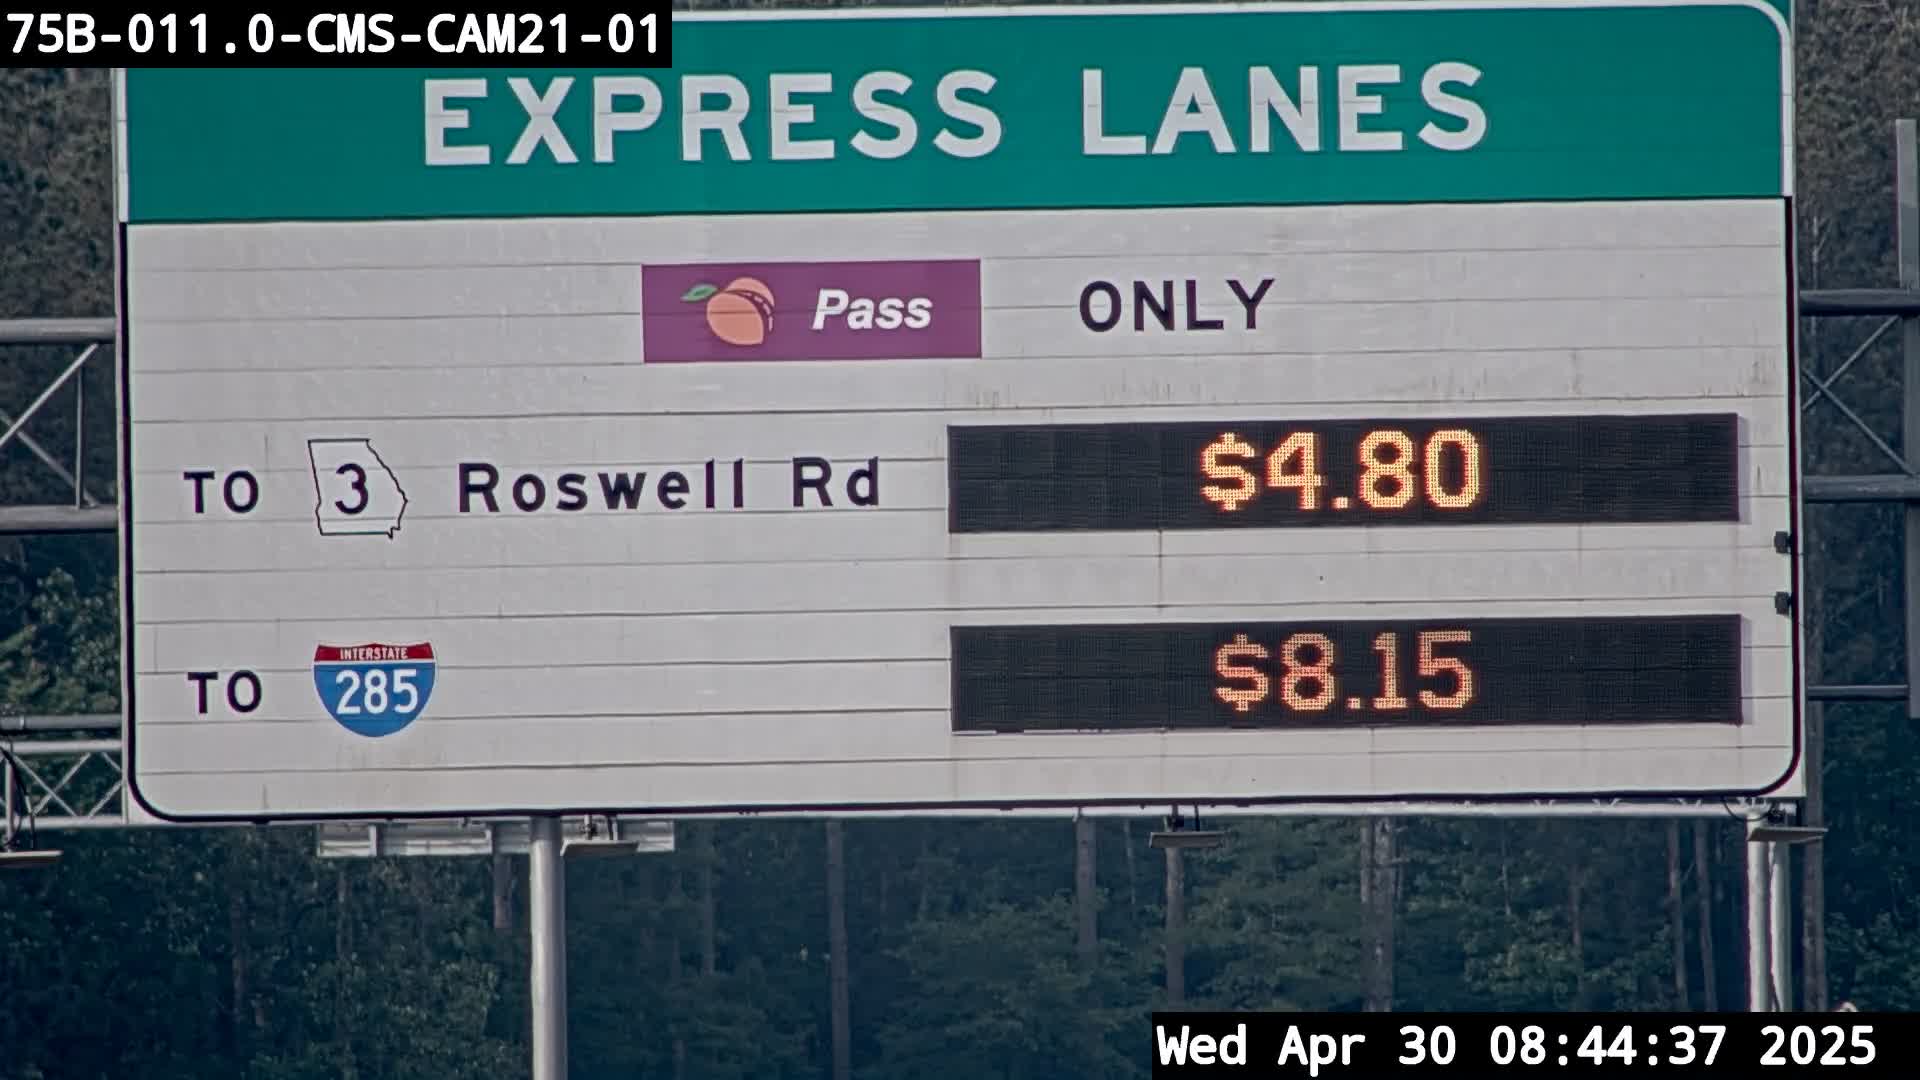 75B-011.0-CMS-CAM21-01
EXPRESS LANES
Pass ONLY
TO 3 Roswell Rd $4.80
INTERSTATE
TO 285 $8.15
Wed Apr 30 08:44:37 2025